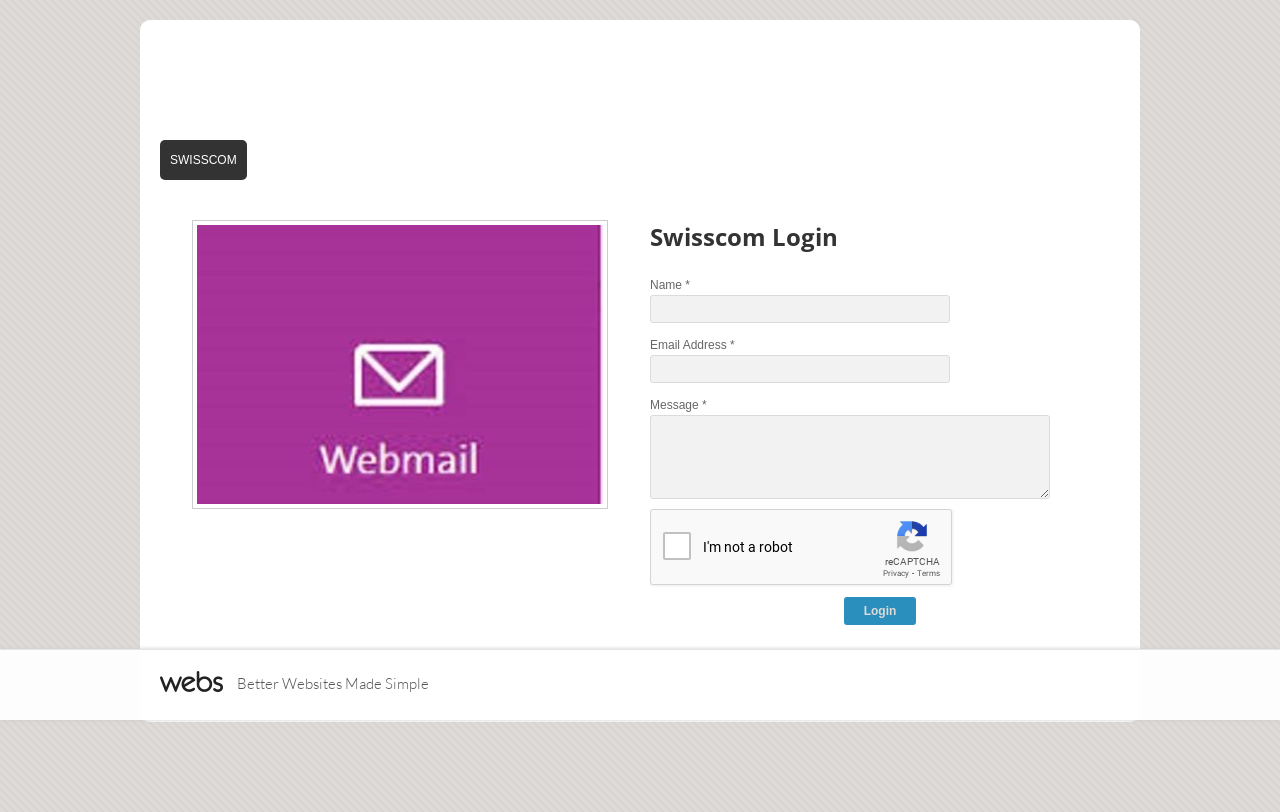 SWISSCOM
Webmail
Swisscom Login
Name *
Email Address *
Message *
I'm not a robot
reCAPTCHA
Privacy - Terms
Login
webs Better Websites Made Simple